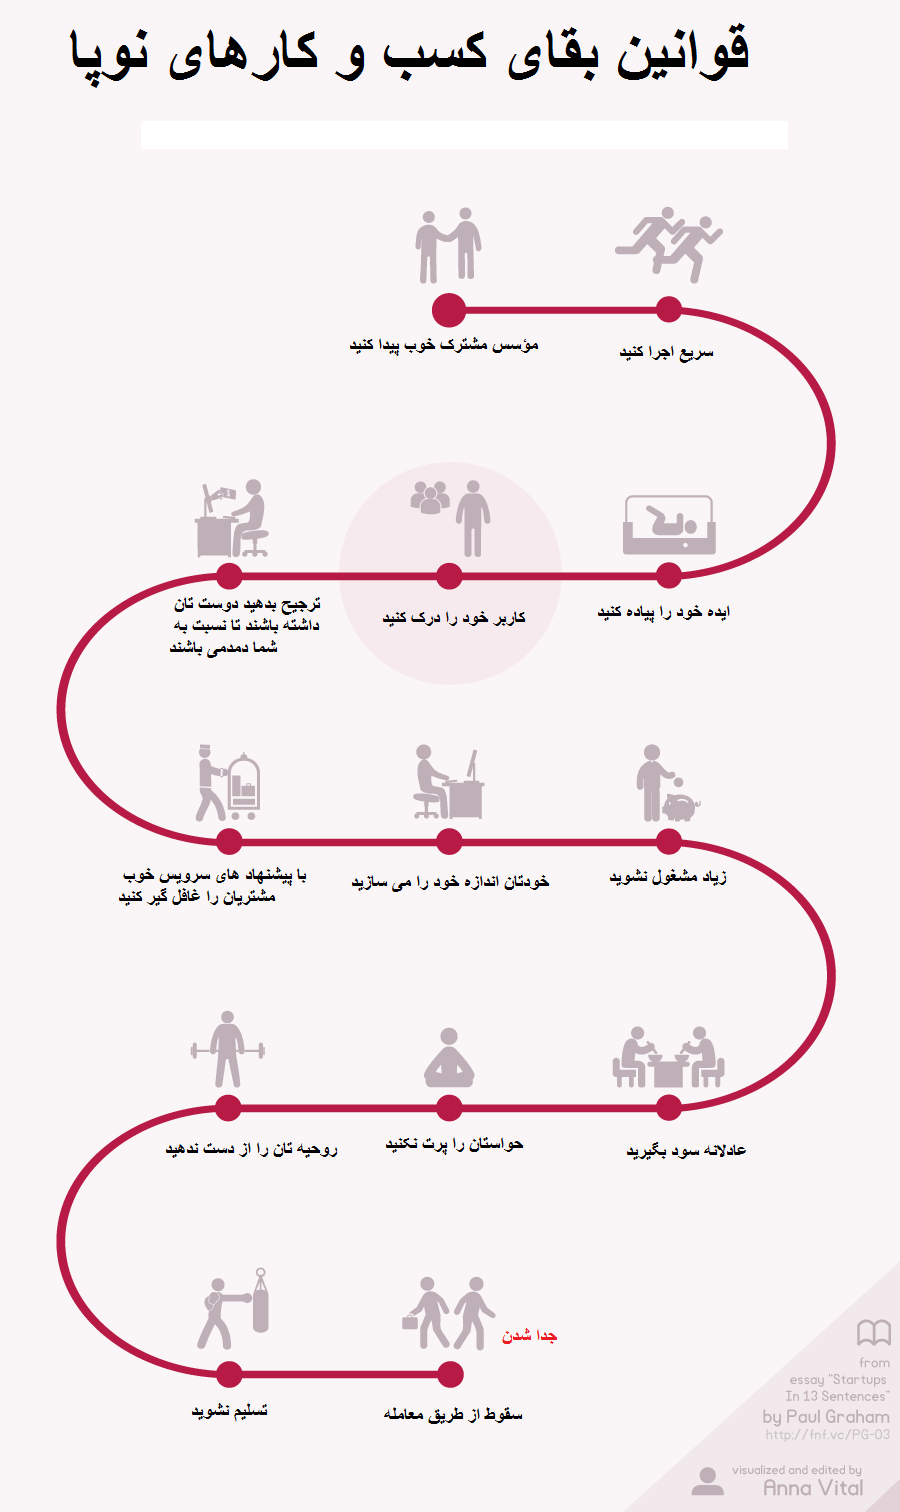 قوانین بقای کسب و کارهای نوپا
مؤسس مشترک خوب پیدا کنید
سریع اجرا کنید
ایده خود را پیاده کنید
کاربر خود را درک کنید
ترجیح بدهید دوست تان
داشته باشند تا نسبت به
شما دمدمی باشند
با پیشنهاد های سرویس خوب
مشتریان را غافل گیر کنید
خودتان اندازه خود را می سازید
زیاد مشغول نشوید
عادلانه سود بگیرید
حواستان را پرت نکنید
روحیه تان را از دست ندهید
تسلیم نشوید
جدا شدن
سقوط از طریق معامله
from
essay "Startups
In 13 Sentences"
by Paul Graham
http://fnf.vc/PG-03
visualized and edited by
Anna Vital